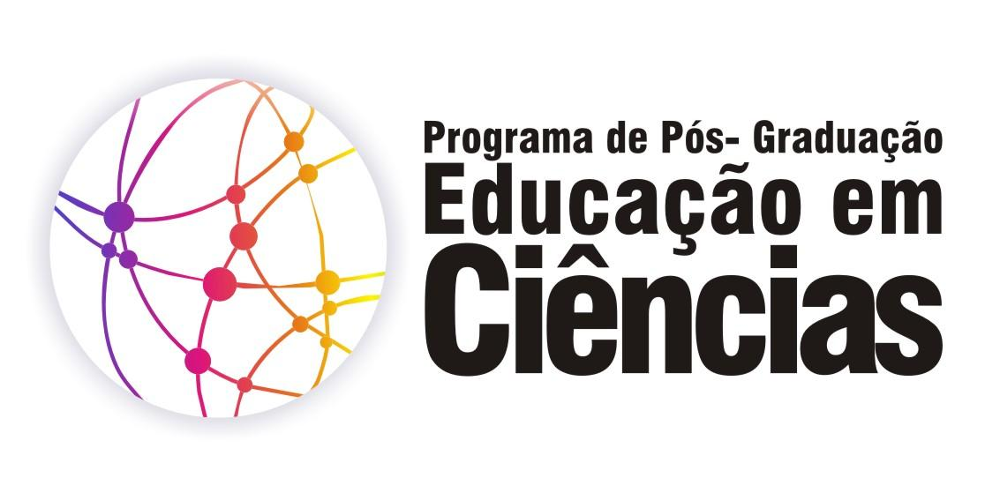 Programa de Pós- Graduação
Educação em
Ciências